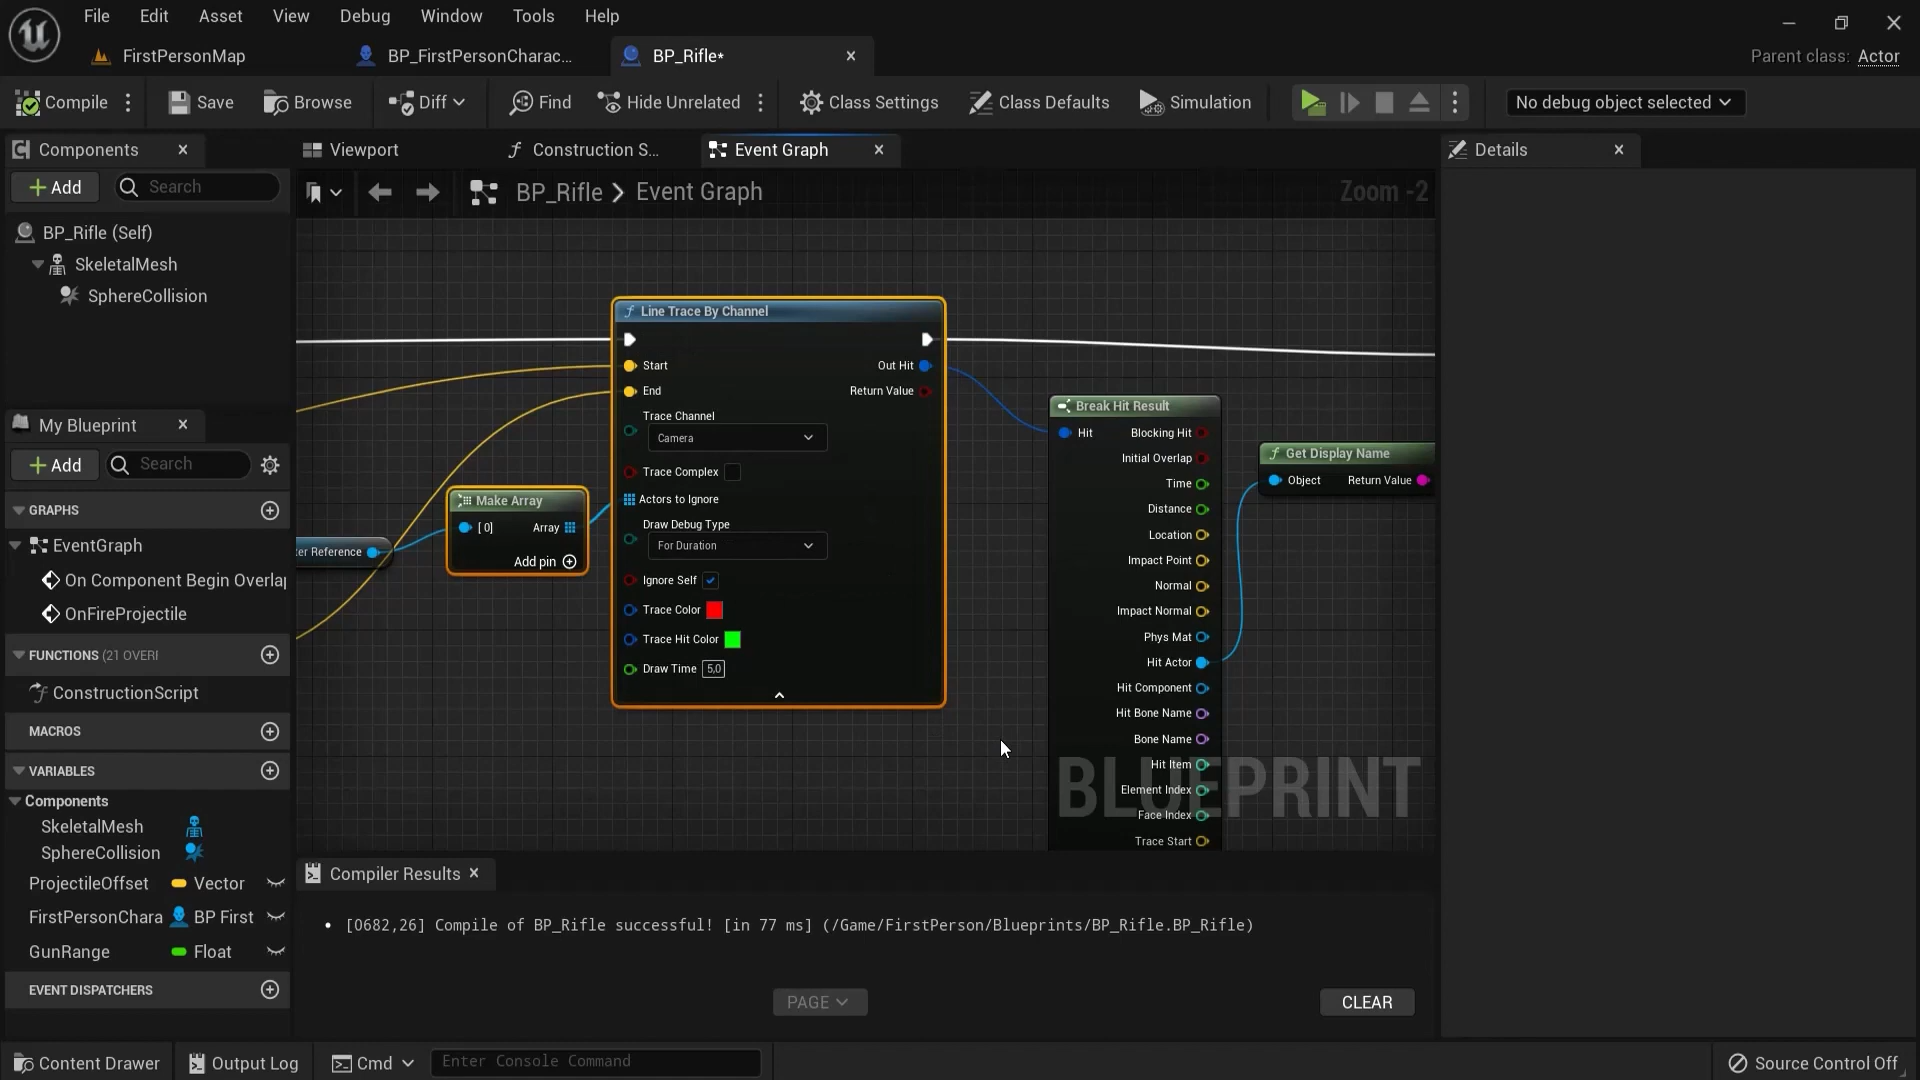 File Edit Asset View Debug Window Tools Help
FirstPersonMap BP_FirstPersonCharac... BP_Rifle* Parent class: Actor
Compile Save Browse Diff Find Hide Unrelated Class Settings Class Defaults Simulation No debug object selected
Components Viewport Construction S... Event Graph Details
Add Search BP_Rifle Event Graph Zoom -2
BP_Rifle (Self)
SkeletalMesh
SphereCollision
Line Trace By Channel
Start Out Hit
End Return Value
Trace Channel
Camera
Trace Complex
Actors to Ignore
Draw Debug Type
For Duration
Ignore Self
Trace Color
Trace Hit Color
Draw Time 5,0
ter Reference
Make Array
[0] Array
Add pin
Break Hit Result
Hit Blocking Hit
Initial Overlap
Time
Distance
Location
Impact Point
Normal
Impact Normal
Phys Mat
Hit Actor
Hit Component
Hit Bone Name
Bone Name
Hit Item
Element Index
Face Index
Trace Start
Get Display Name
Object Return Value
BLUEPRINT
My Blueprint
Add Search
GRAPHS
EventGraph
On Component Begin Overlap
OnFireProjectile
FUNCTIONS (21 OVERI
ConstructionScript
MACROS
VARIABLES
Components
SkeletalMesh
SphereCollision
ProjectileOffset Vector
FirstPersonChara BP First
GunRange Float
EVENT DISPATCHERS
Compiler Results
[0682,26] Compile of BP_Rifle successful! [in 77 ms] (/Game/FirstPerson/Blueprints/BP_Rifle.BP_Rifle)
PAGE CLEAR
Content Drawer Output Log Cmd Enter Console Command Source Control Off